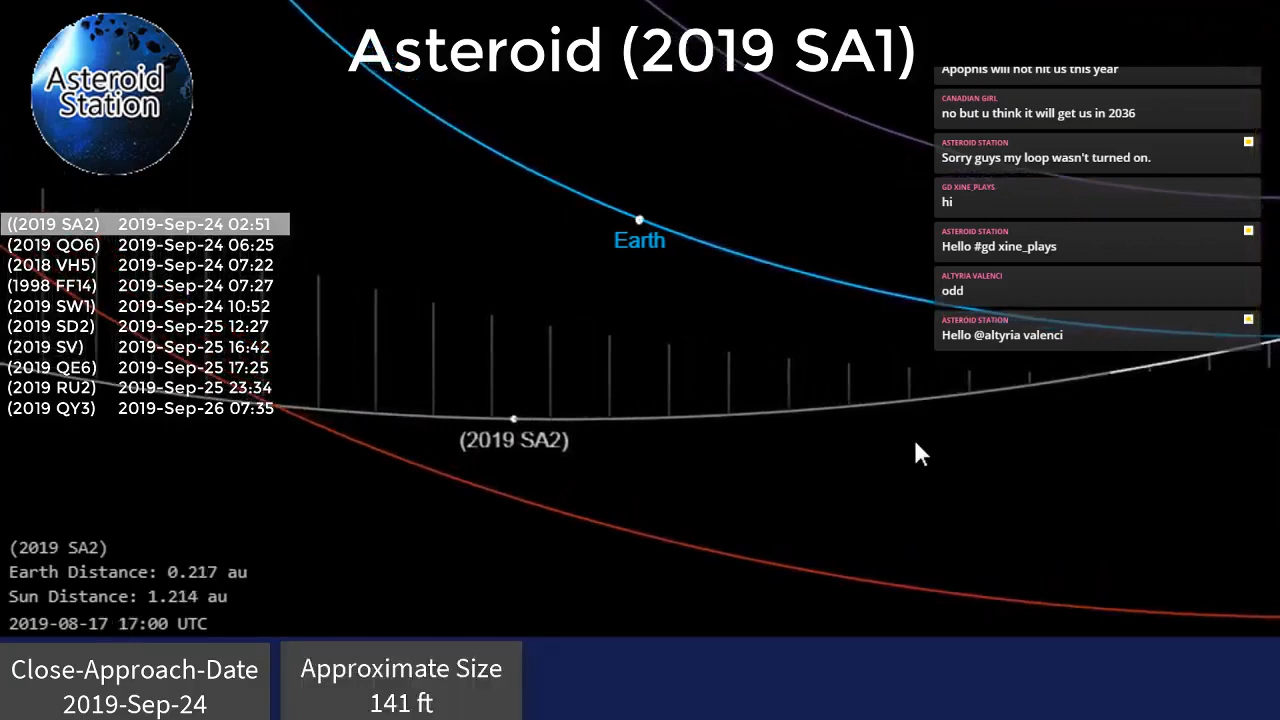 Asteroid (2019 SA1)
Asteroid
Station
((2019 SA2) 2019-Sep-24 02:51
(2019 QO6) 2019-Sep-24 06:25
(2018 VH5) 2019-Sep-24 07:22
(1998 FF14) 2019-Sep-24 07:27
(2019 SW1) 2019-Sep-24 10:52
(2019 SD2) 2019-Sep-25 12:27
(2019 SV) 2019-Sep-25 16:42
(2019 QE6) 2019-Sep-25 17:25
(2019 RU2) 2019-Sep-25 23:34
(2019 QY3) 2019-Sep-26 07:35
Earth
(2019 SA2)
Apophis will not hit us this year
CANADIAN GIRL
no but u think it will get us in 2036
ASTEROID STATION
Sorry guys my loop wasn't turned on.
GD XINE_PLAYS
hi
ASTEROID STATION
Hello #gd xine_plays
ALTYRIA VALENCI
odd
ASTEROID STATION
Hello @altyria valenci
(2019 SA2)
Earth Distance: 0.217 au
Sun Distance: 1.214 au
2019-08-17 17:00 UTC
Close-Approach-Date
2019-Sep-24
Approximate Size
141 ft